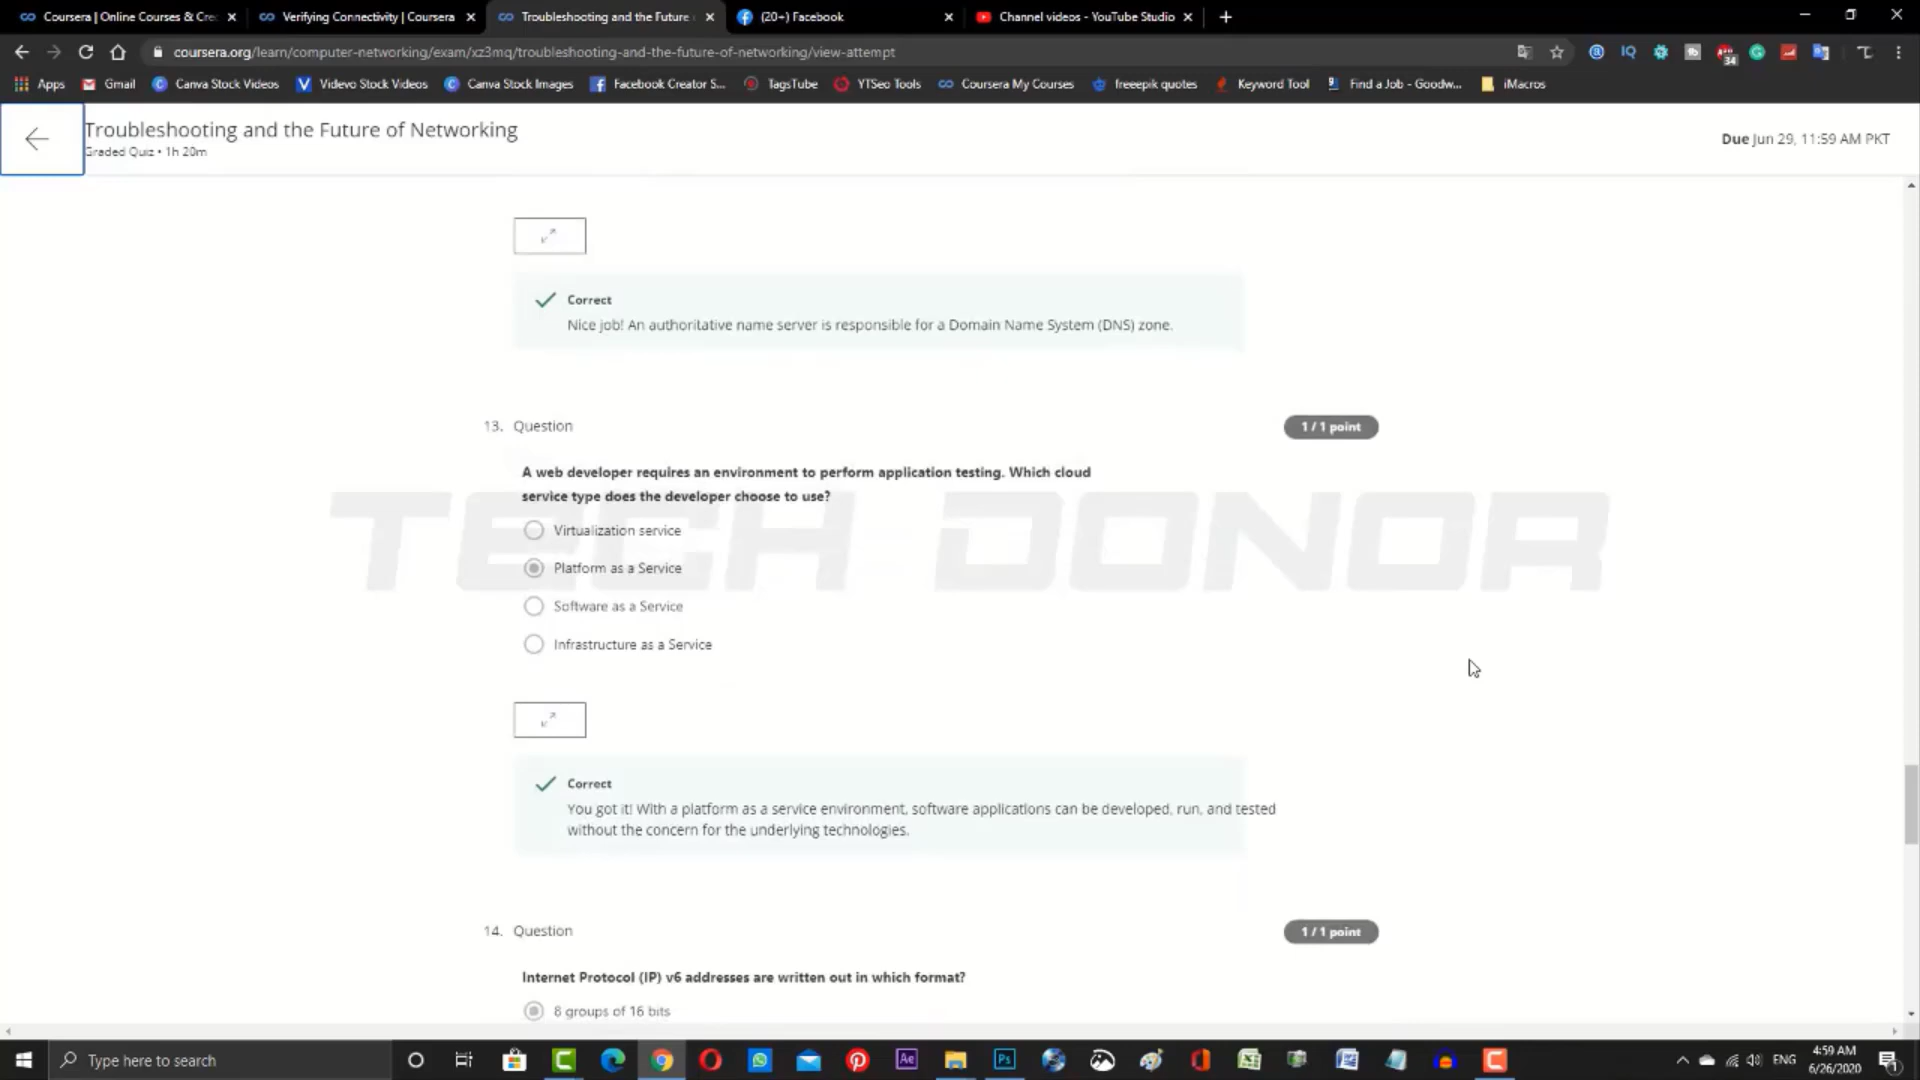 Coursera | Online Courses & Cre
Verifying Connectivity | Coursera
Troubleshooting and the Future
(20+) Facebook
Channel videos - YouTube Studio
coursera.org/learn/computer-networking/exam/xz3mq/troubleshooting-and-the-future-of-networking/view-attempt
IQ
34
Apps
Gmail
Canva Stock Videos
Videvo Stock Videos
Canva Stock Images
Facebook Creator S...
TagsTube
YTSeo Tools
Coursera My Courses
freeepik quotes
Keyword Tool
Find a Job - Goodw...
iMacros
Troubleshooting and the Future of Networking
Graded Quiz • 1h 20m
Due Jun 29, 11:59 AM PKT
Correct
Nice job! An authoritative name server is responsible for a Domain Name System (DNS) zone.
13. Question
1 / 1 point
A web developer requires an environment to perform application testing. Which cloud
service type does the developer choose to use?
TECH DONOR
Virtualization service
Platform as a Service
Software as a Service
Infrastructure as a Service
Correct
You got it! With a platform as a service environment, software applications can be developed, run, and tested
without the concern for the underlying technologies.
14. Question
1 / 1 point
Internet Protocol (IP) v6 addresses are written out in which format?
8 groups of 16 bits
Type here to search
Ae
Ps
ENG
4:59 AM
6/26/2020
1